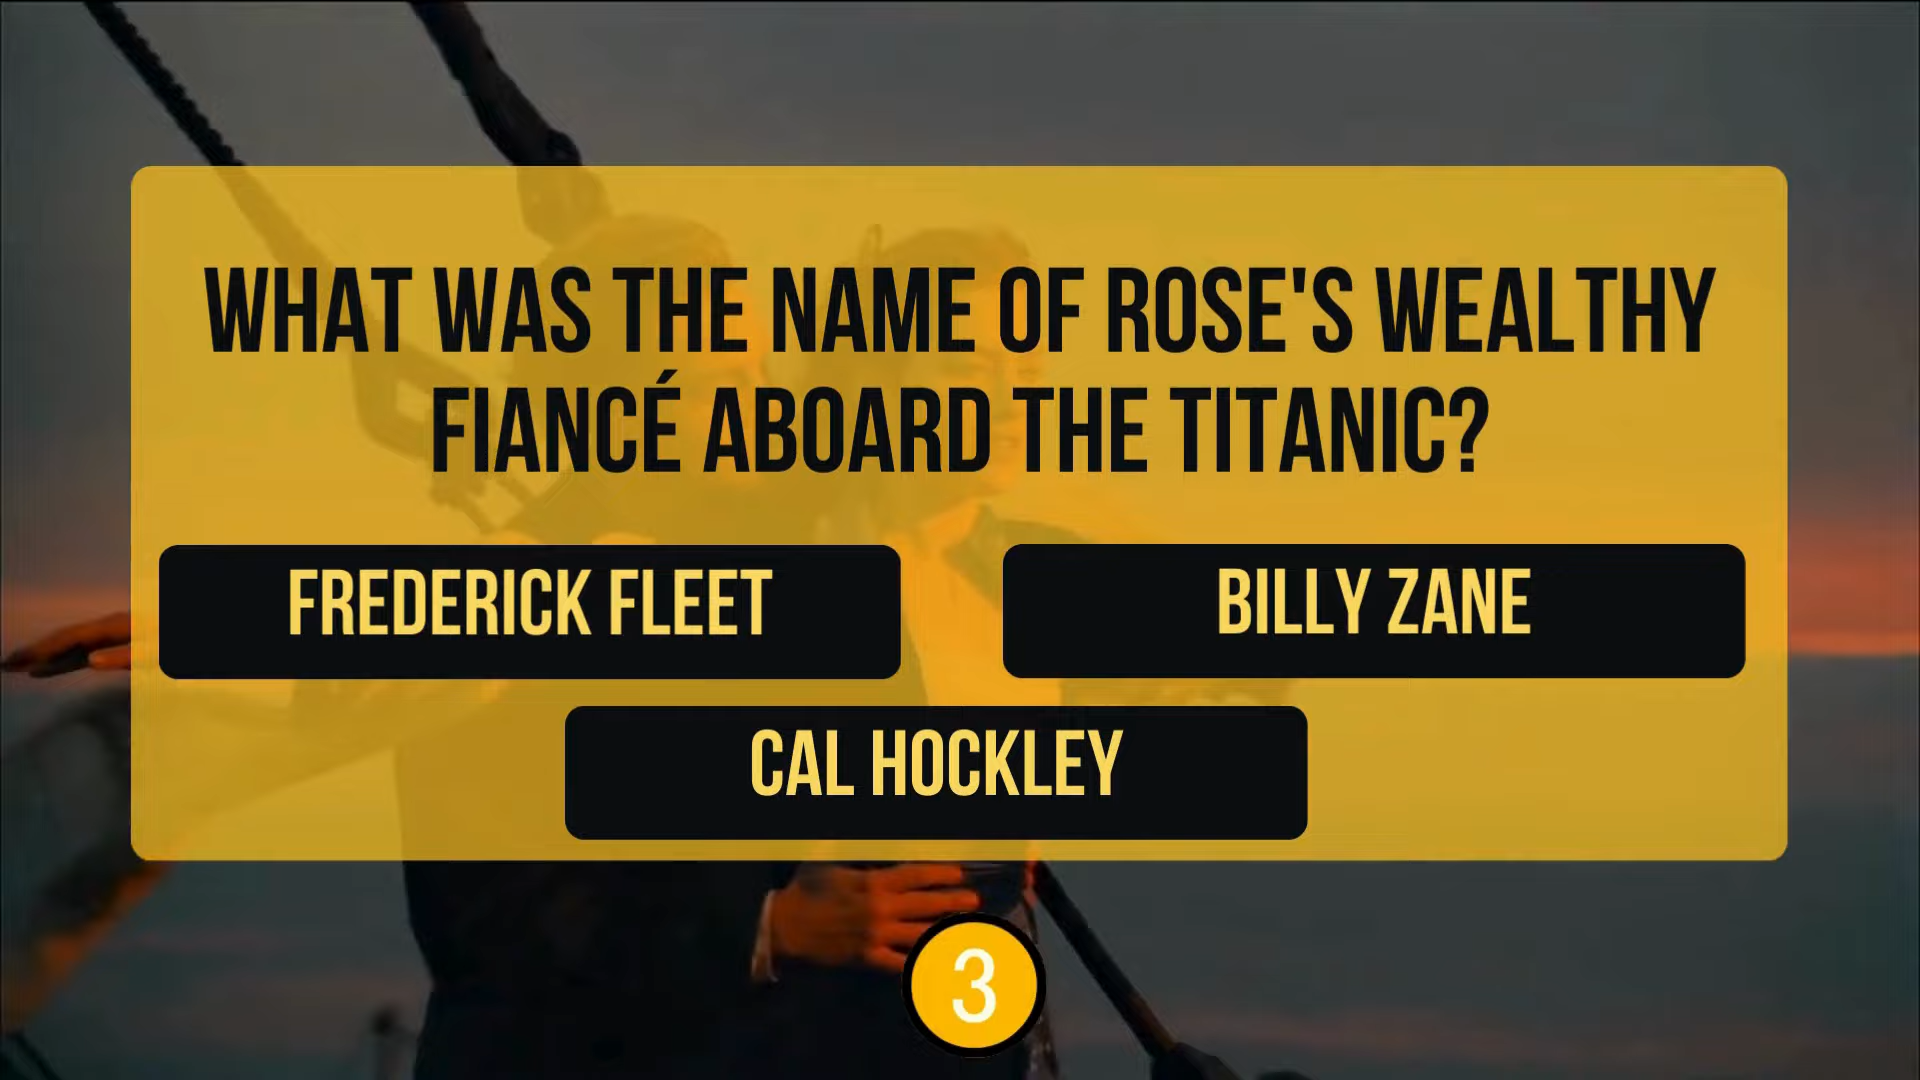 WHAT WAS THE NAME OF ROSE'S WEALTHY
FIANCÉ ABOARD THE TITANIC?
FREDERICK FLEET
BILLY ZANE
CAL HOCKLEY
3